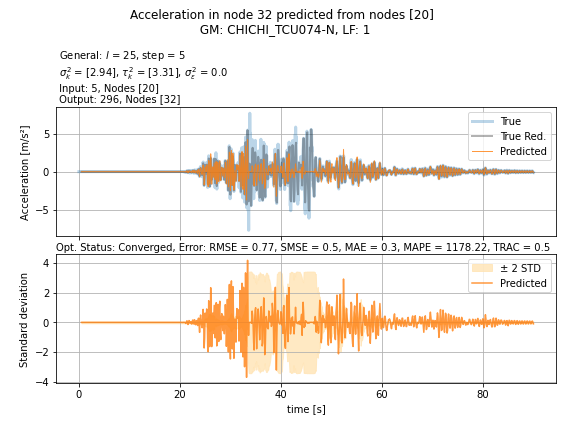 Acceleration in node 32 predicted from nodes [20]
GM: CHICHI_TCU074-N, LF: 1
General: l = 25, step = 5
σ²ₖ = [2.94], τ²ₖ = [3.31], σ²_ε = 0.0
Input: 5, Nodes [20]
Output: 296, Nodes [32]
Acceleration [m/s²]
5
0
−5
True
True Red.
Predicted
Opt. Status: Converged, Error: RMSE = 0.77, SMSE = 0.5, MAE = 0.3, MAPE = 1178.22, TRAC = 0.5
Standard deviation
4
2
0
−2
−4
± 2 STD
Predicted
0 20 40 60 80
time [s]